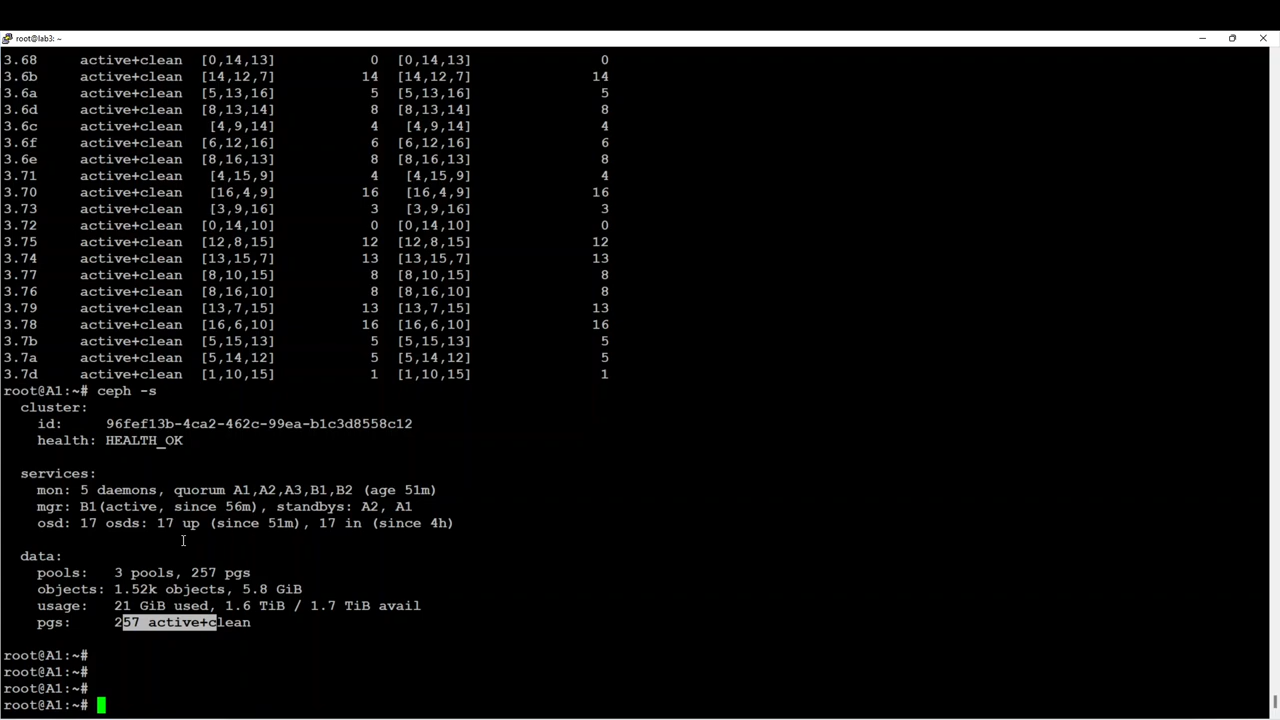 root@lab3: ~
3.68 active+clean [0,14,13] 0 [0,14,13] 0
3.6b active+clean [14,12,7] 14 [14,12,7] 14
3.6a active+clean [5,13,16] 5 [5,13,16] 5
3.6d active+clean [8,13,14] 8 [8,13,14] 8
3.6c active+clean [4,9,14] 4 [4,9,14] 4
3.6f active+clean [6,12,16] 6 [6,12,16] 6
3.6e active+clean [8,16,13] 8 [8,16,13] 8
3.71 active+clean [4,15,9] 4 [4,15,9] 4
3.70 active+clean [16,4,9] 16 [16,4,9] 16
3.73 active+clean [3,9,16] 3 [3,9,16] 3
3.72 active+clean [0,14,10] 0 [0,14,10] 0
3.75 active+clean [12,8,15] 12 [12,8,15] 12
3.74 active+clean [13,15,7] 13 [13,15,7] 13
3.77 active+clean [8,10,15] 8 [8,10,15] 8
3.76 active+clean [8,16,10] 8 [8,16,10] 8
3.79 active+clean [13,7,15] 13 [13,7,15] 13
3.78 active+clean [16,6,10] 16 [16,6,10] 16
3.7b active+clean [5,15,13] 5 [5,15,13] 5
3.7a active+clean [5,14,12] 5 [5,14,12] 5
3.7d active+clean [1,10,15] 1 [1,10,15] 1
root@A1:~# ceph -s
cluster:
id: 96fef13b-4ca2-462c-99ea-b1c3d8558c12
health: HEALTH_OK
services:
mon: 5 daemons, quorum A1,A2,A3,B1,B2 (age 51m)
mgr: B1(active, since 56m), standbys: A2, A1
osd: 17 osds: 17 up (since 51m), 17 in (since 4h)
data:
pools: 3 pools, 257 pgs
objects: 1.52k objects, 5.8 GiB
usage: 21 GiB used, 1.6 TiB / 1.7 TiB avail
pgs: 257 active+clean
root@A1:~#
root@A1:~#
root@A1:~#
root@A1:~#